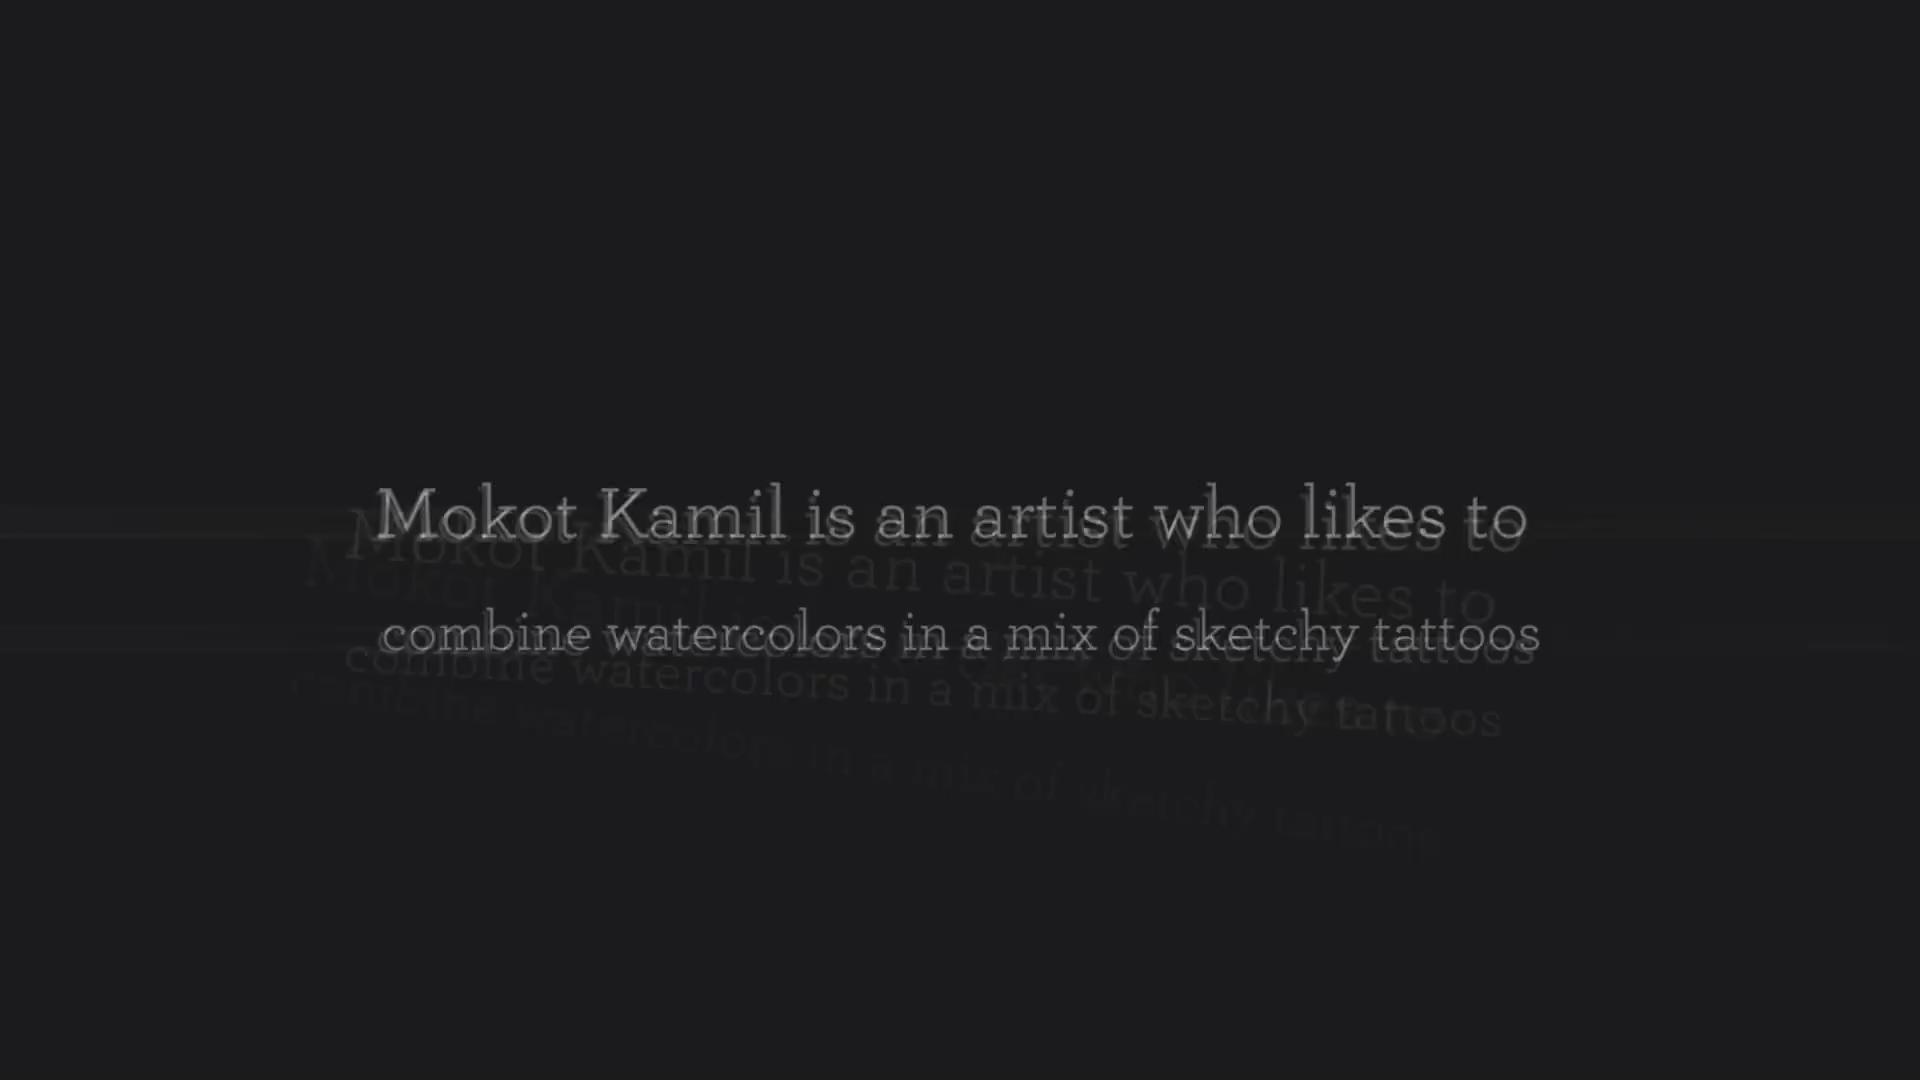 Mokot Kamil is an artist who likes to
combine watercolors in a mix of sketchy tattoos